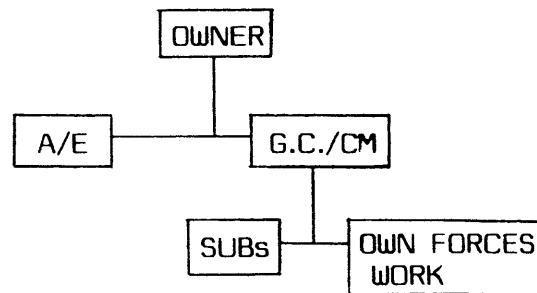 OWNER
A/E
G.C./CM
SUBs
OWN FORCES
WORK